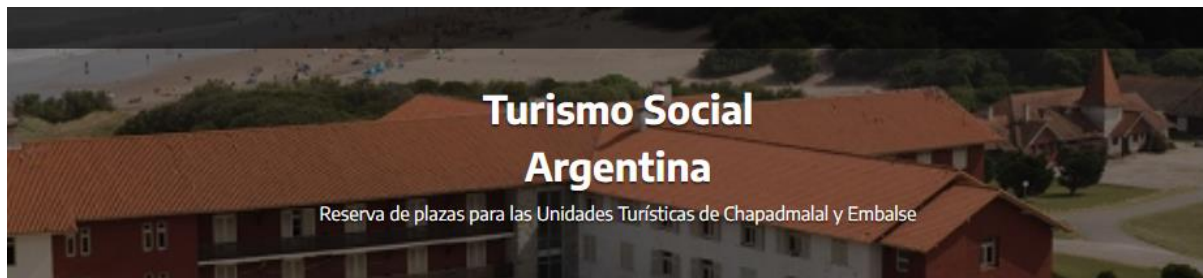 Turismo Social
Argentina
Reserva de plazas para las Unidades Turísticas de Chapadmalal y Embalse